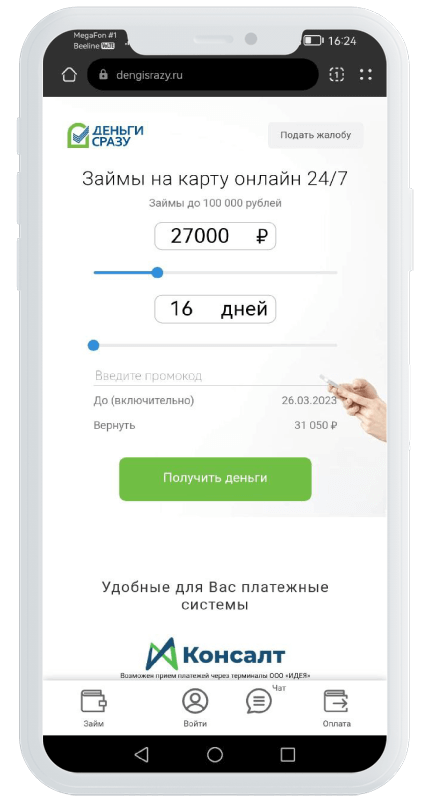 MegaFon #1
Beeline
16:24
dengisrazy.ru
1
ДЕНЬГИ
СРАЗУ
Подать жалобу
Займы на карту онлайн 24/7
Займы до 100 000 рублей
27000 ₽
16 дней
Введите промокод
До (включительно) 26.03.2023
Вернуть 31 050 ₽
Получить деньги
Удобные для Вас платежные
системы
Консалт
Возможен прием платежей через терминалы ООО «ИДЕЯ»
Займ
Войти
Чат
Оплата